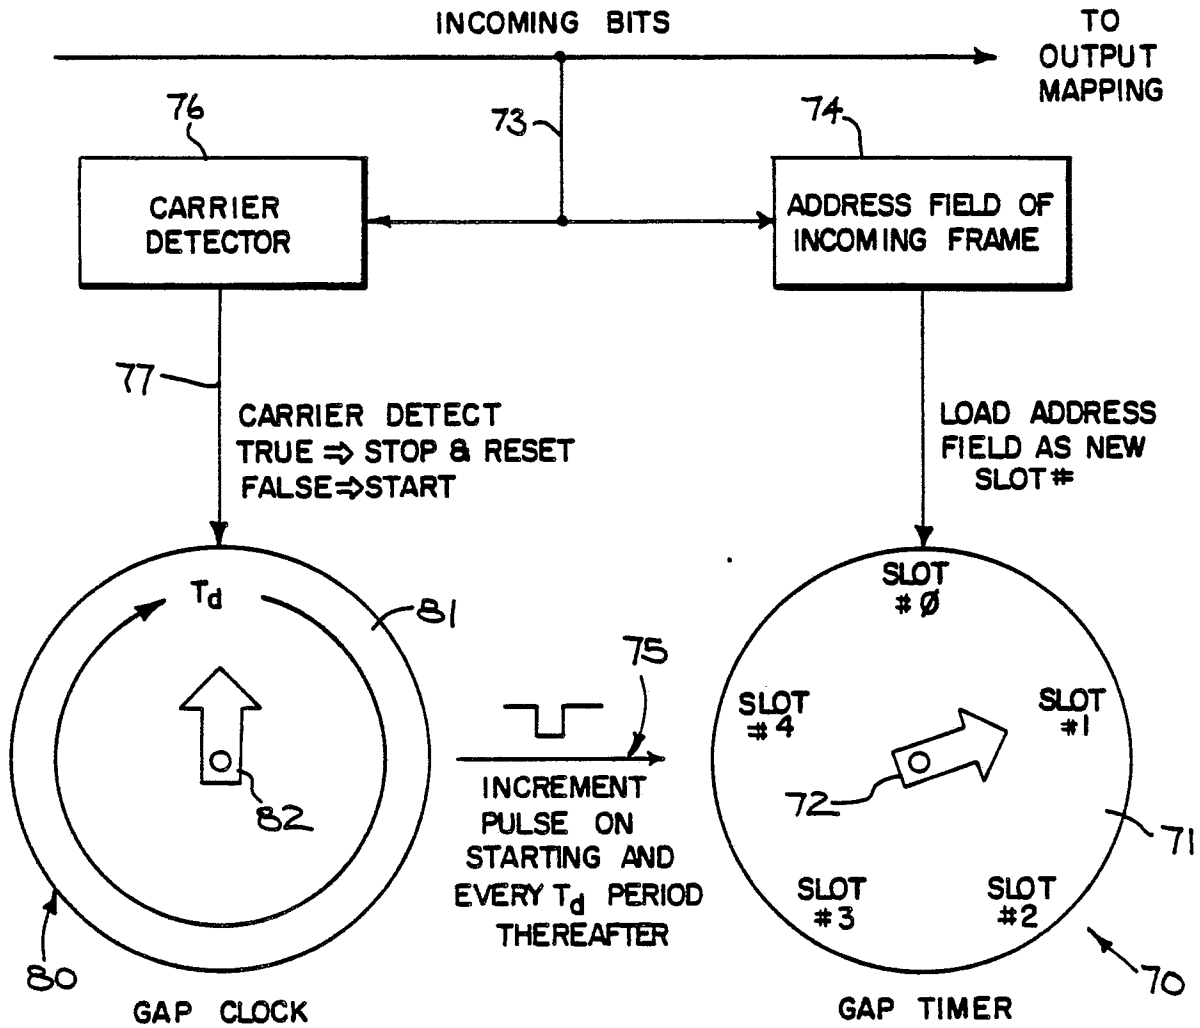 INCOMING BITS
TO
OUTPUT
MAPPING
76
73
74
CARRIER
DETECTOR
ADDRESS FIELD OF
INCOMING FRAME
77
CARRIER DETECT
TRUE ⇒ STOP & RESET
FALSE ⇒ START
LOAD ADDRESS
FIELD AS NEW
SLOT #
Td
81
82
80
GAP CLOCK
75
INCREMENT
PULSE ON
STARTING AND
EVERY Td PERIOD
THEREAFTER
SLOT
#Ø
SLOT
#4
SLOT
#1
72
71
SLOT
#3
SLOT
#2
70
GAP TIMER